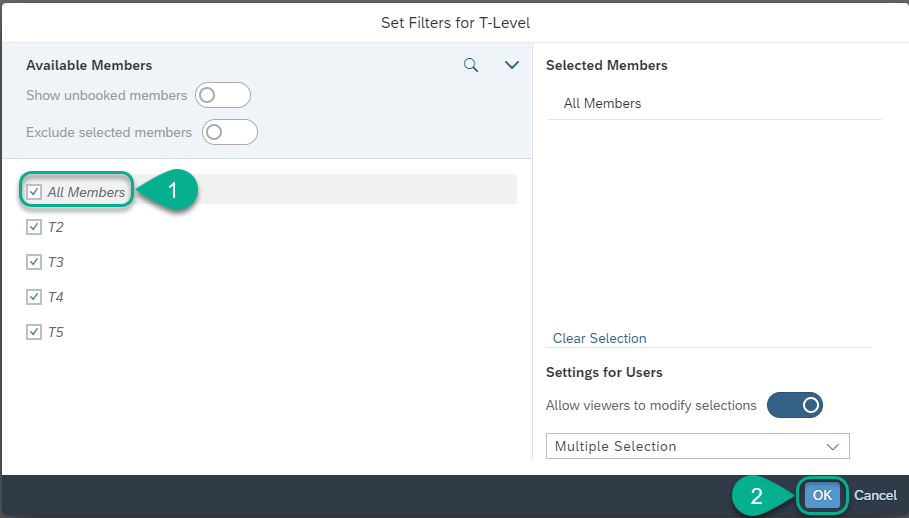 Set Filters for T-Level
Available Members
Show unbooked members
Exclude selected members
All Members
1
T2
T3
T4
T5
Selected Members
All Members
Clear Selection
Settings for Users
Allow viewers to modify selections
Multiple Selection
2
OK
Cancel